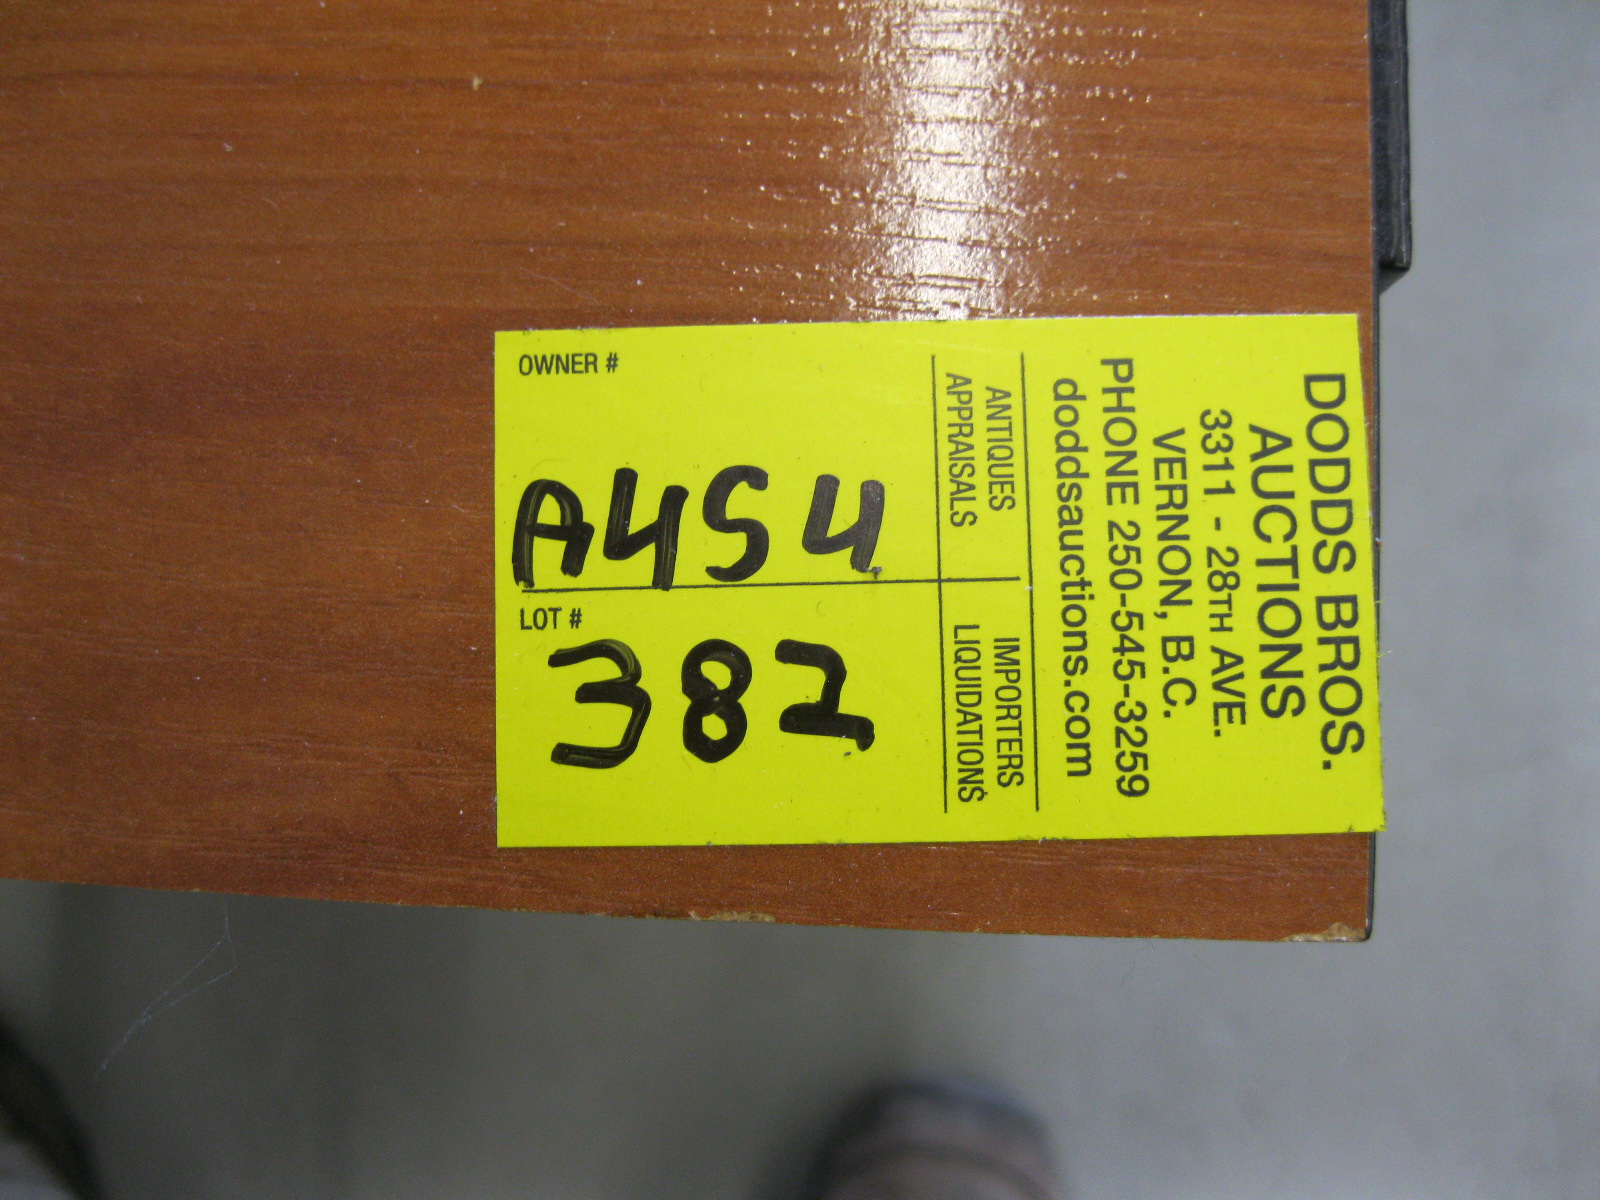 DODDS BROS.
AUCTIONS
3311 - 28TH AVE.
VERNON, B.C.
PHONE 250-545-3259
doddsauctions.com
ANTIQUES
APPRAISALS
IMPORTERS
LIQUIDATIONS
OWNER #
A454
LOT #
382